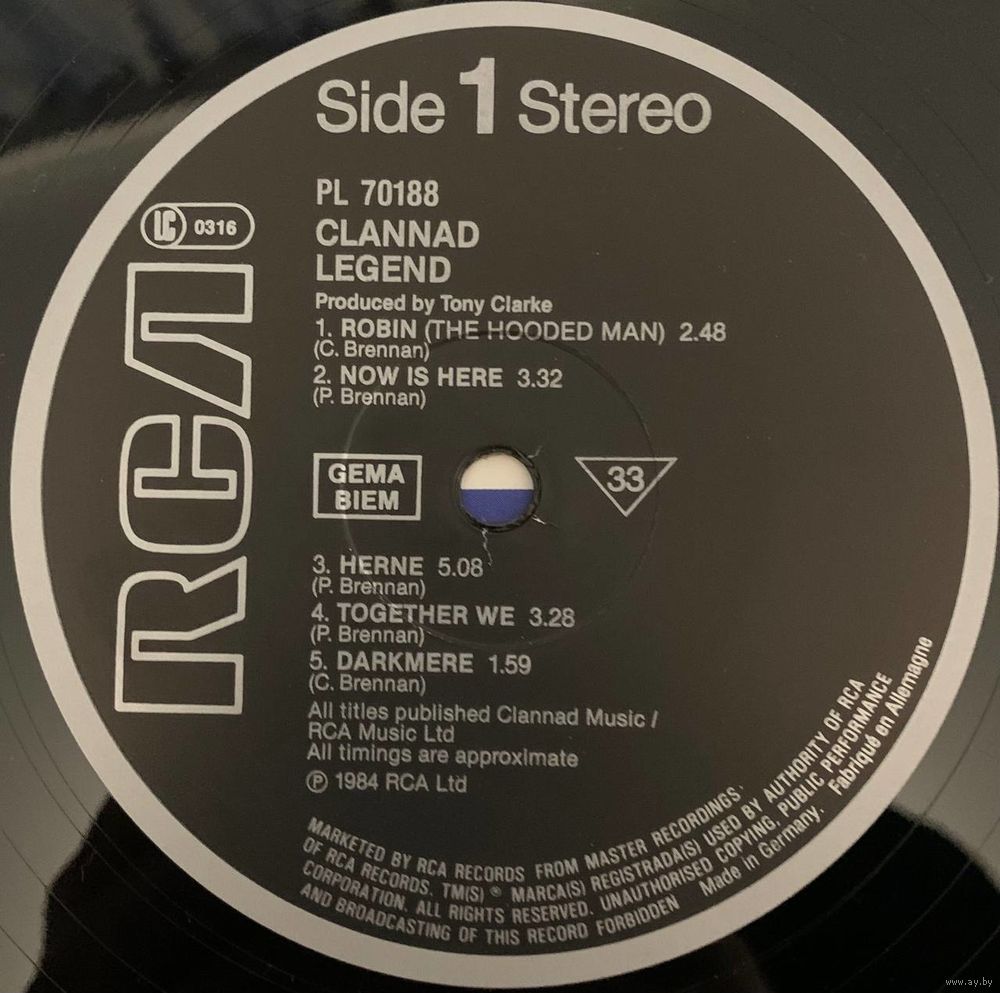 Side 1 Stereo
PL 70188
LC 0316
CLANNAD
LEGEND
Produced by Tony Clarke
1. ROBIN (THE HOODED MAN) 2.48
(C. Brennan)
2. NOW IS HERE 3.32
(P. Brennan)
RCA
GEMA
BIEM
33
3. HERNE 5.08
(P. Brennan)
4. TOGETHER WE 3.28
(P. Brennan)
5. DARKMERE 1.59
(C. Brennan)
All titles published Clannad Music /
RCA Music Ltd
All timings are approximate
℗ 1984 RCA Ltd
MARKETED BY RCA RECORDS FROM MASTER RECORDINGS.
OF RCA RECORDS. TM(S) ® MARCA(S) REGISTRADA(S) USED BY AUTHORITY OF RCA
CORPORATION. ALL RIGHTS RESERVED. UNAUTHORISED COPYING, PUBLIC PERFORMANCE
AND BROADCASTING OF THIS RECORD FORBIDDEN Made in Germany. Fabriqué en Allemagne
www.ay.by